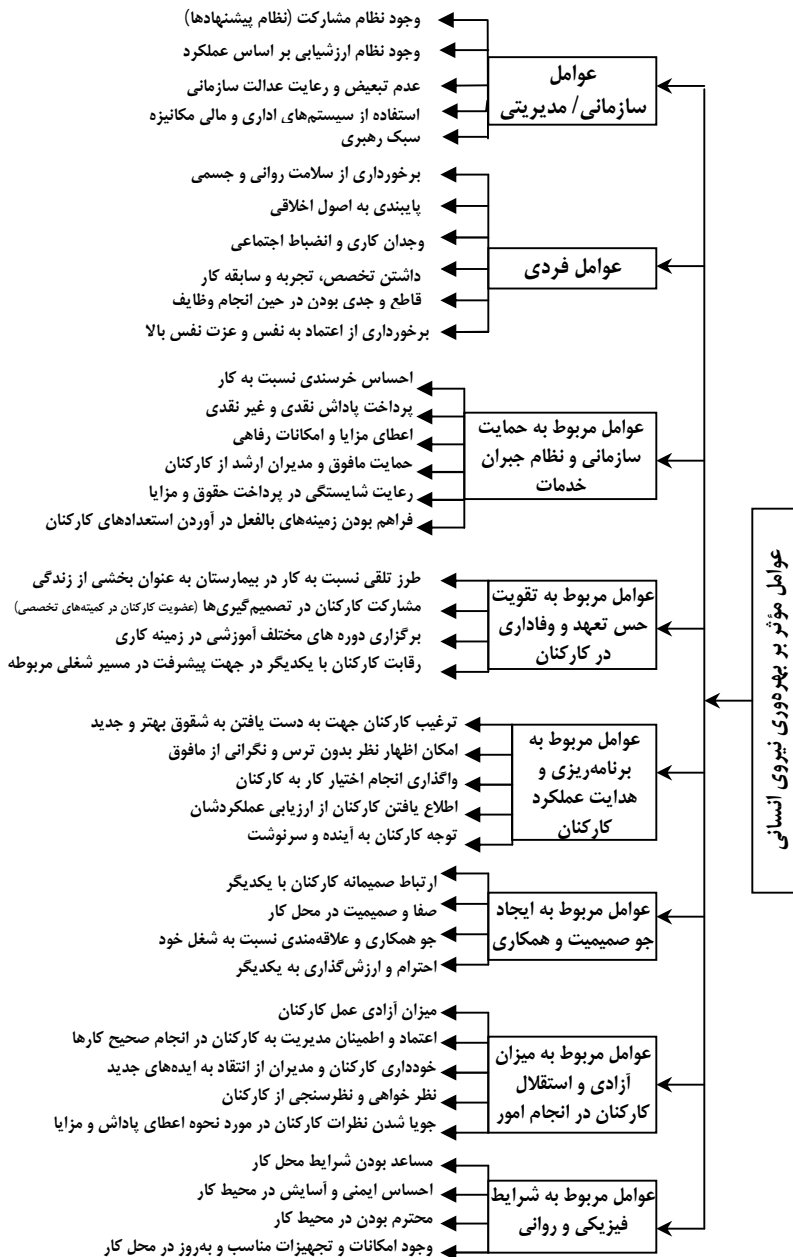 عوامل مؤثر بر بهره‌وری نیروی انسانی
عوامل
سازمانی/ مدیریتی
وجود نظام مشارکت (نظام پیشنهادها)
وجود نظام ارزشیابی بر اساس عملکرد
عدم تبعیض و رعایت عدالت سازمانی
استفاده از سیستم‌های اداری و مالی مکانیزه
سبک رهبری
عوامل فردی
برخورداری از سلامت روانی و جسمی
پایبندی به اصول اخلاقی
وجدان کاری و انضباط اجتماعی
داشتن تخصص، تجربه و سابقه کار
قاطع و جدی بودن در حین انجام وظایف
برخورداری از اعتماد به نفس و عزت نفس بالا
عوامل مربوط به حمایت
سازمانی و نظام جبران
خدمات
احساس خرسندی نسبت به کار
پرداخت پاداش نقدی و غیر نقدی
اعطای مزایا و امکانات رفاهی
حمایت مافوق و مدیران ارشد از کارکنان
رعایت شایستگی در پرداخت حقوق و مزایا
فراهم بودن زمینه‌های بالفعل در آوردن استعدادهای کارکنان
عوامل مربوط به تقویت
حس تعهد و وفاداری
در کارکنان
طرز تلقی نسبت به کار در بیمارستان به عنوان بخشی از زندگی
مشارکت کارکنان در تصمیم‌گیری‌ها (عضویت کارکنان در کمیته‌های تخصصی)
برگزاری دوره های مختلف آموزشی در زمینه کاری
رقابت کارکنان با یکدیگر در جهت پیشرفت در مسیر شغلی مربوطه
عوامل مربوط به
برنامه‌ریزی و
هدایت عملکرد
کارکنان
ترغیب کارکنان جهت به دست یافتن به شقوق بهتر و جدید
امکان اظهار نظر بدون ترس و نگرانی از مافوق
واگذاری انجام اختیار کار به کارکنان
اطلاع یافتن کارکنان از ارزیابی عملکردشان
توجه کارکنان به آینده و سرنوشت
عوامل مربوط به ایجاد
جو صمیمیت و همکاری
ارتباط صمیمانه کارکنان با یکدیگر
صفا و صمیمیت در محل کار
جو همکاری و علاقه‌مندی نسبت به شغل خود
احترام و ارزش‌گذاری به یکدیگر
عوامل مربوط به میزان
آزادی و استقلال
کارکنان در انجام امور
میزان آزادی عمل کارکنان
اعتماد و اطمینان مدیریت به کارکنان در انجام صحیح کارها
خودداری کارکنان و مدیران از انتقاد به ایده‌های جدید
نظر خواهی و نظرسنجی از کارکنان
جویا شدن نظرات کارکنان در مورد نحوه اعطای پاداش و مزایا
عوامل مربوط به شرایط
فیزیکی و روانی
مساعد بودن شرایط محل کار
احساس ایمنی و آسایش در محیط کار
محترم بودن در محیط کار
وجود امکانات و تجهیزات مناسب و به‌روز در محل کار